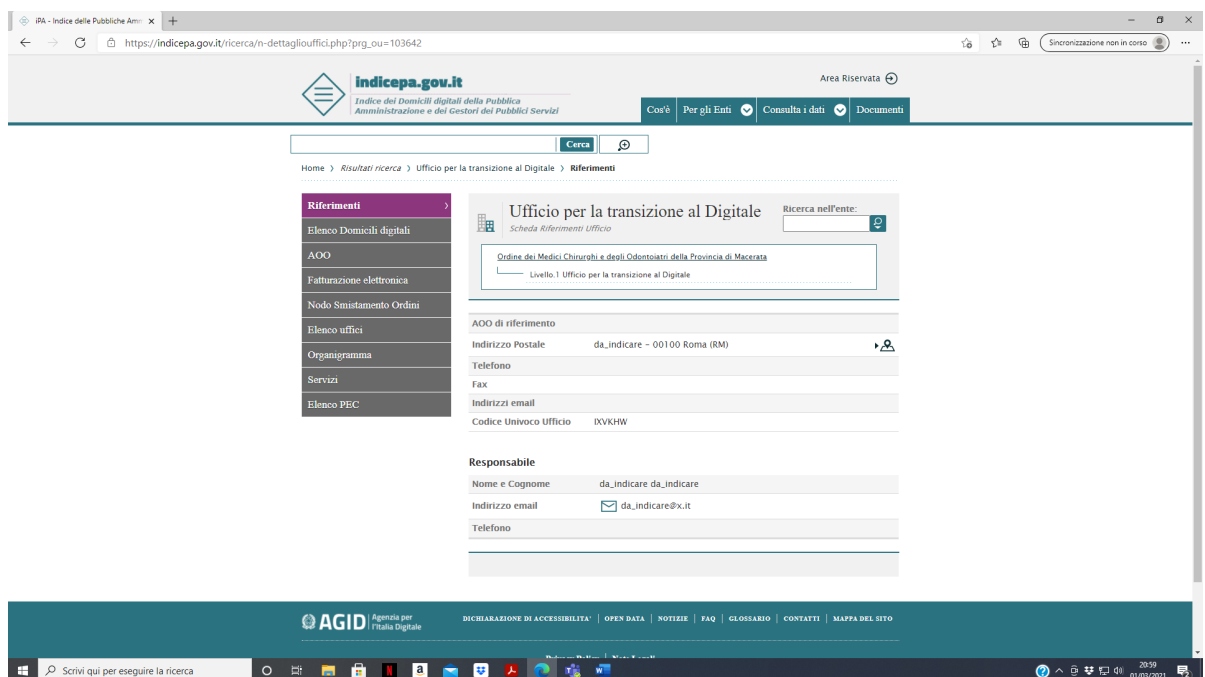 iPA - Indice delle Pubbliche Amm
https://indicepa.gov.it/ricerca/n-dettagliouffici.php?prg_ou=103642
Sincronizzazione non in corso
indicepa.gov.it
Indice dei Domicili digitali della Pubblica
Amministrazione e dei Gestori dei Pubblici Servizi
Area Riservata
Cos'è Per gli Enti Consulta i dati Documenti
Cerca
Home > Risultati ricerca > Ufficio per la transizione al Digitale > Riferimenti
Riferimenti
Elenco Domicili digitali
AOO
Fatturazione elettronica
Nodo Smistamento Ordini
Elenco uffici
Organigramma
Servizi
Elenco PEC
Ufficio per la transizione al Digitale
Scheda Riferimenti Ufficio
Ricerca nell'ente:
Ordine dei Medici Chirurghi e degli Odontoiatri della Provincia di Macerata
Livello.1 Ufficio per la transizione al Digitale
AOO di riferimento
Indirizzo Postale da_indicare - 00100 Roma (RM)
Telefono
Fax
Indirizzi email
Codice Univoco Ufficio IXVKHW
Responsabile
Nome e Cognome da_indicare da_indicare
Indirizzo email da_indicare@x.it
Telefono
AGID Agenzia per
l'Italia Digitale
DICHIARAZIONE DI ACCESSIBILITA' | OPEN DATA | NOTIZIE | FAQ | GLOSSARIO | CONTATTI | MAPPA DEL SITO
Privacy Policy | Note Legali
Scrivi qui per eseguire la ricerca
20:59
01/03/2021